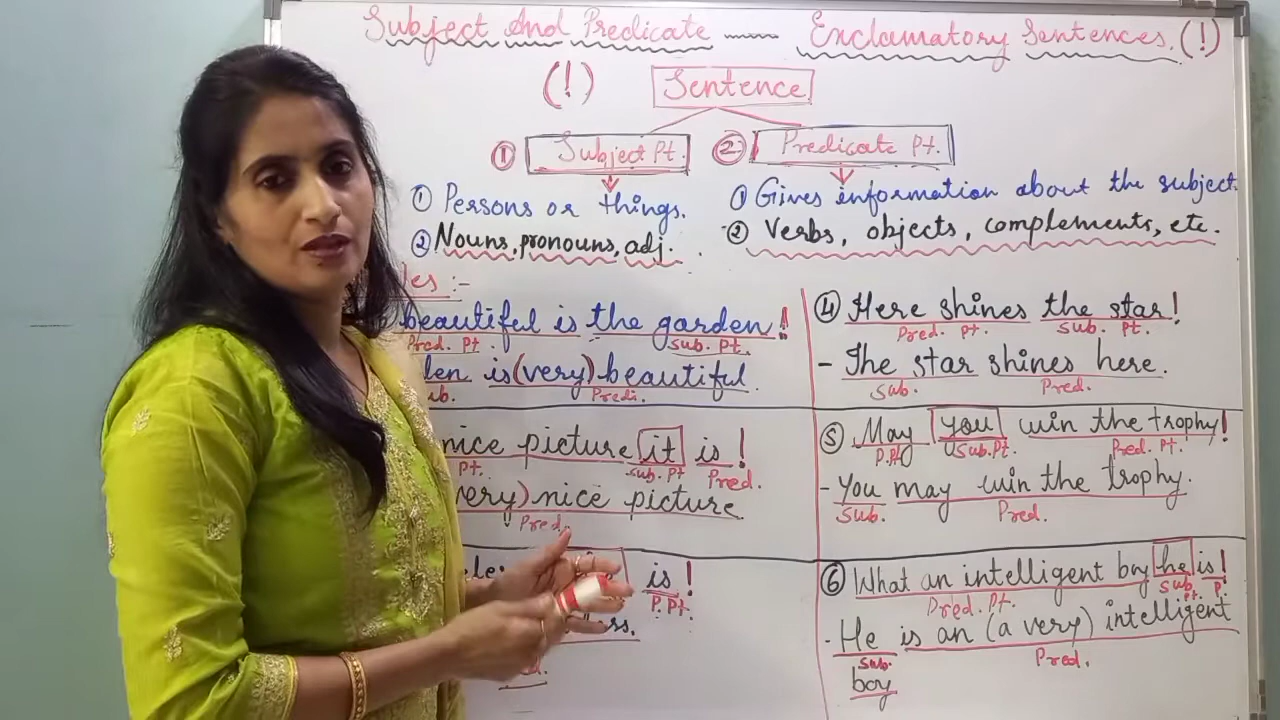 Subject And Predicate ----- Exclamatory Sentences. (!)
(!) Sentence
① Subject Pt. ② Predicate Pt.
① Persons or things.
② Nouns, pronouns, adj.
① Gives information about the subject.
② Verbs, objects, complements, etc.
les :-
beautiful is the garden!
Pred. Pt. Sub. Pt.
den is (very) beautiful.
ub. Predi.
nice picture it is!
Pt. Sub. Pt. Pred.
very) nice picture
Pred.
is!
P. Pt.
④ Here shines the star!
Pred. Pt. Sub. Pt.
- The star shines here.
Sub. Pred.
⑤ May you win the trophy!
P. Pt. Sub. Pt. Pred. Pt.
- You may win the trophy.
Sub. Pred.
⑥ What an intelligent boy he is!
Pred. Pt. Sub. Pt. P.
- He is an (a very) intelligent
Sub. Pred.
boy